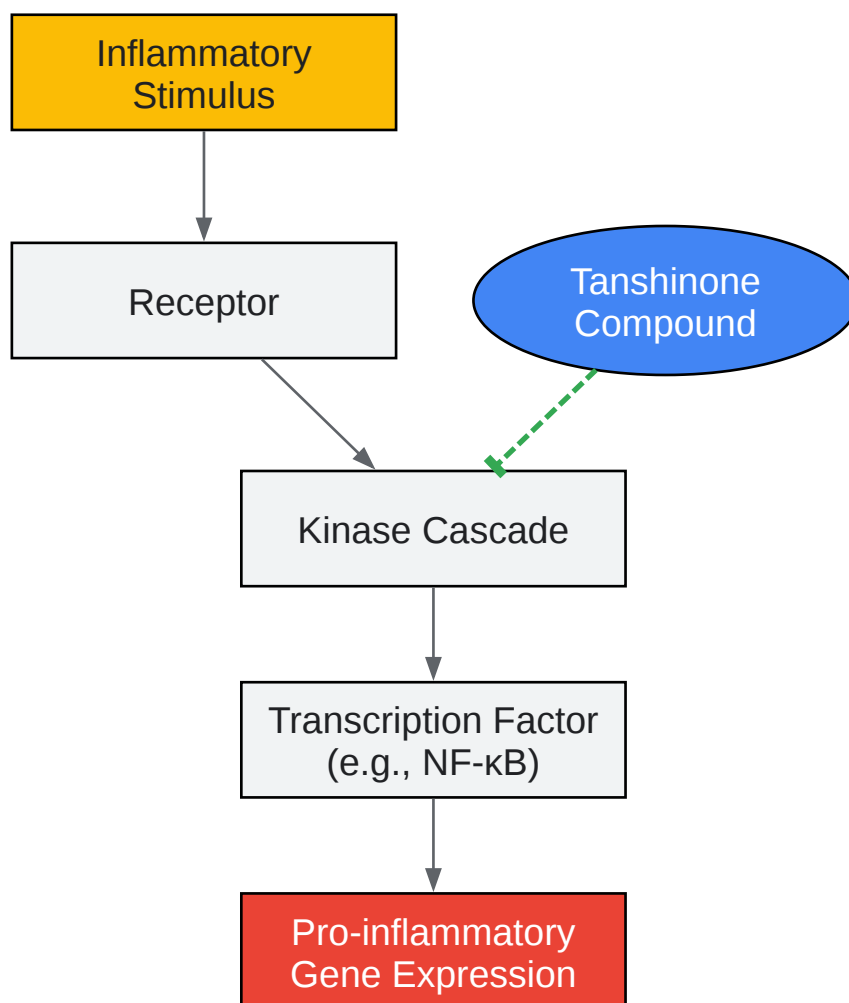 Inflammatory
Stimulus
Receptor
Tanshinone
Compound
Kinase Cascade
Transcription Factor
(e.g., NF-κB)
Pro-inflammatory
Gene Expression